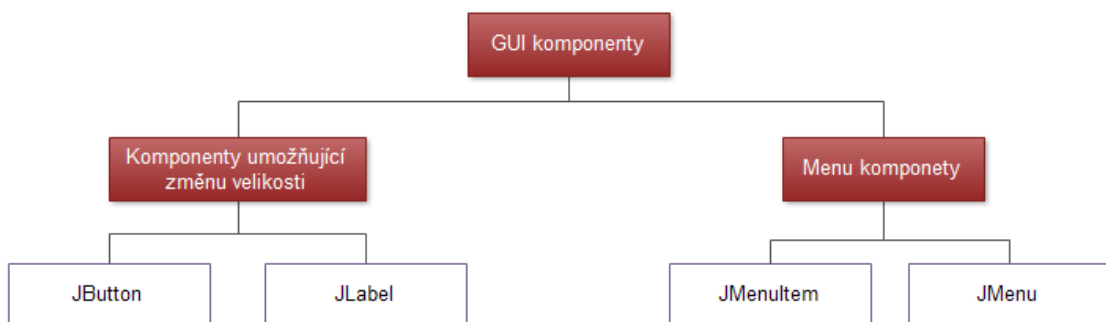 GUI komponenty
Komponenty umožňující
změnu velikosti
Menu komponety
JButton
JLabel
JMenuItem
JMenu